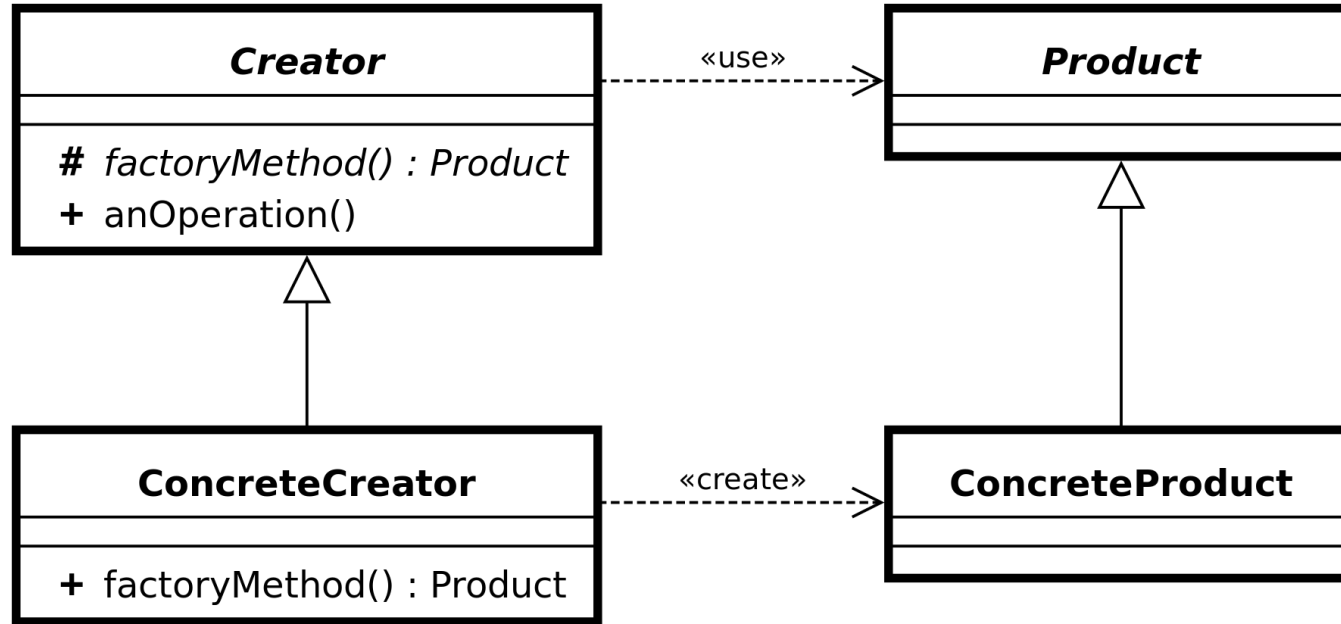 Creator
«use»
Product
# factoryMethod() : Product
+ anOperation()
ConcreteCreator
«create»
ConcreteProduct
+ factoryMethod() : Product